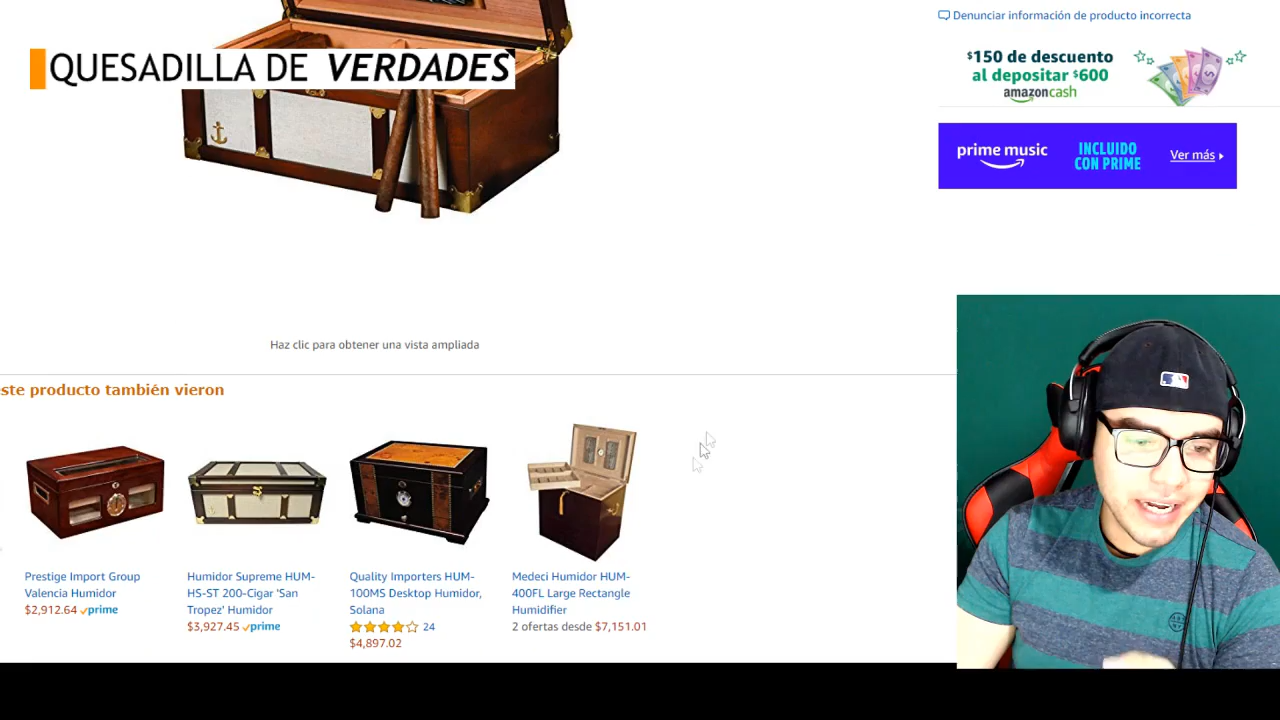 QUESADILLA DE VERDADES
Denunciar información de producto incorrecta
$150 de descuento
al depositar $600
amazoncash
prime music
INCLUIDO
CON PRIME
Ver más
Haz clic para obtener una vista ampliada
ste producto también vieron
Prestige Import Group
Valencia Humidor
$2,912.64 prime
Humidor Supreme HUM-
HS-ST 200-Cigar 'San
Tropez' Humidor
$3,927.45 prime
Quality Importers HUM-
100MS Desktop Humidor,
Solana
24
$4,897.02
Medeci Humidor HUM-
400FL Large Rectangle
Humidifier
2 ofertas desde $7,151.01